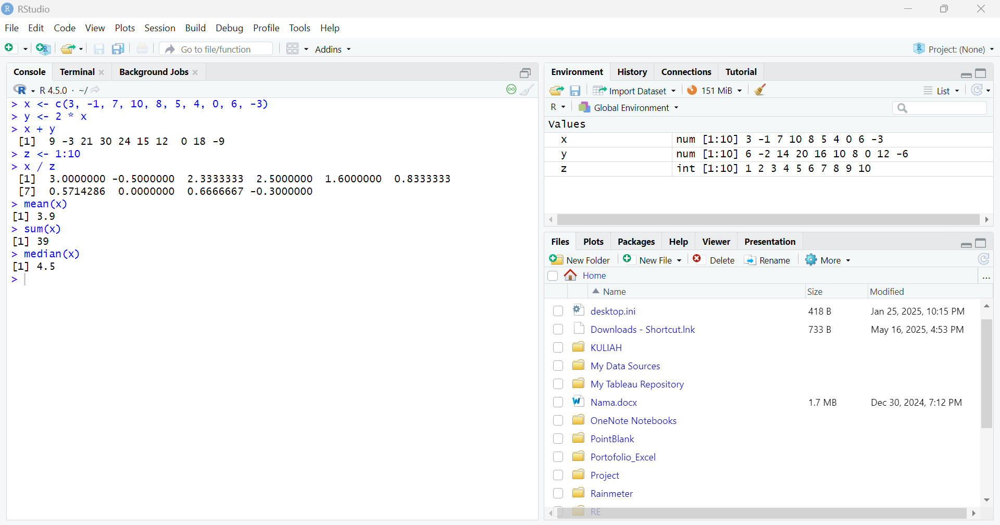 RStudio
File Edit Code View Plots Session Build Debug Profile Tools Help
Go to file/function Addins Project: (None)
Console Terminal Background Jobs
R 4.5.0 · ~/
> x <- c(3, -1, 7, 10, 8, 5, 4, 0, 6, -3)
> y <- 2 * x
> x + y
[1] 9 -3 21 30 24 15 12 0 18 -9
> z <- 1:10
> x / z
[1] 3.0000000 -0.5000000 2.3333333 2.5000000 1.6000000 0.8333333
[7] 0.5714286 0.0000000 0.6666667 -0.3000000
> mean(x)
[1] 3.9
> sum(x)
[1] 39
> median(x)
[1] 4.5
>
Environment History Connections Tutorial
Import Dataset 151 MiB List
R Global Environment
Values
x num [1:10] 3 -1 7 10 8 5 4 0 6 -3
y num [1:10] 6 -2 14 20 16 10 8 0 12 -6
z int [1:10] 1 2 3 4 5 6 7 8 9 10
Files Plots Packages Help Viewer Presentation
New Folder New File Delete Rename More
Home ...
Name Size Modified
desktop.ini 418 B Jan 25, 2025, 10:15 PM
Downloads - Shortcut.lnk 733 B May 16, 2025, 4:53 PM
KULIAH
My Data Sources
My Tableau Repository
Nama.docx 1.7 MB Dec 30, 2024, 7:12 PM
OneNote Notebooks
PointBlank
Portofolio_Excel
Project
Rainmeter
RE